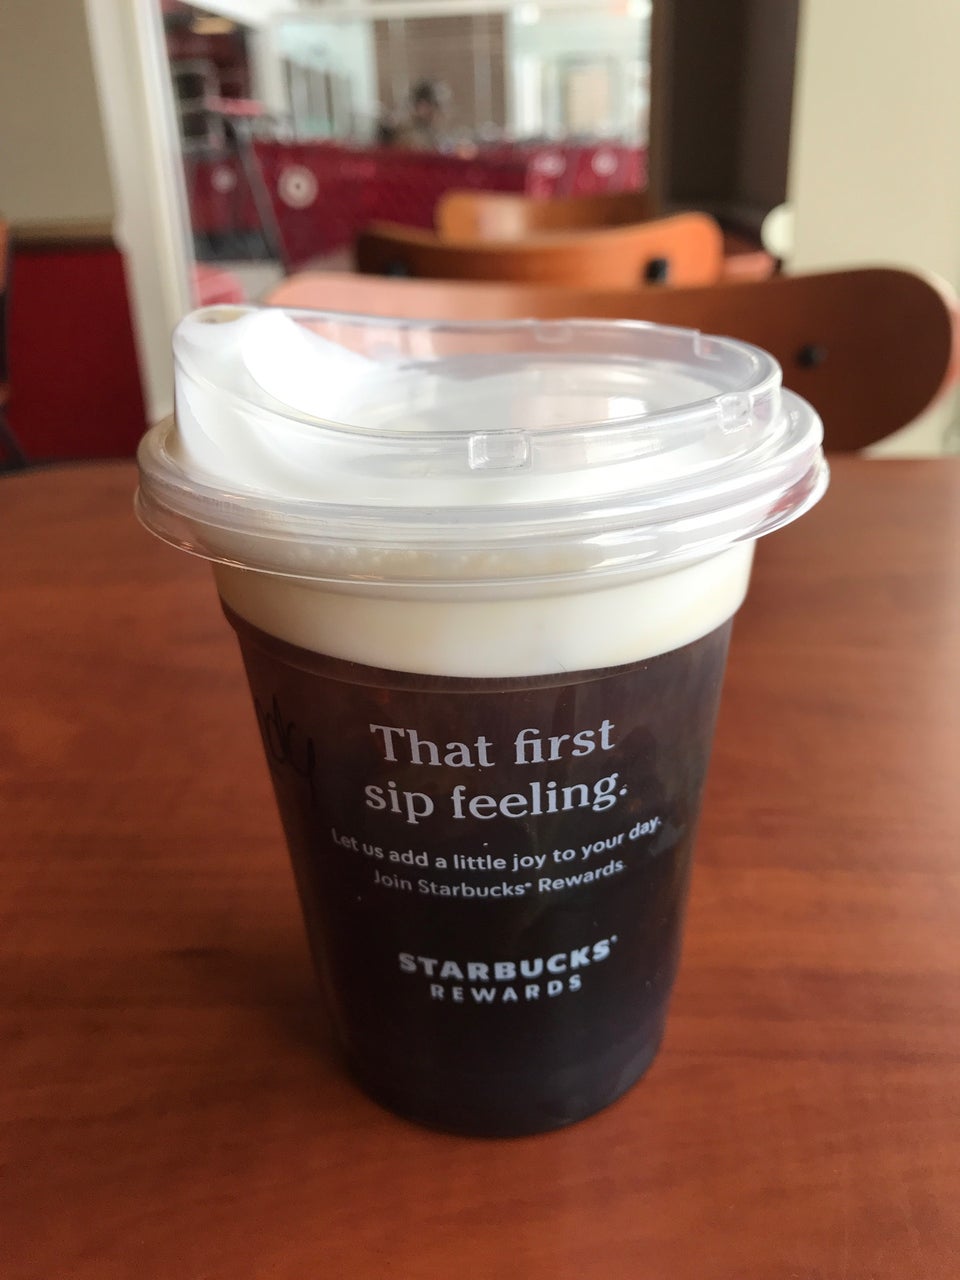 That first
sip feeling.
Let us add a little joy to your day.
Join Starbucks® Rewards.
STARBUCKS®
REWARDS